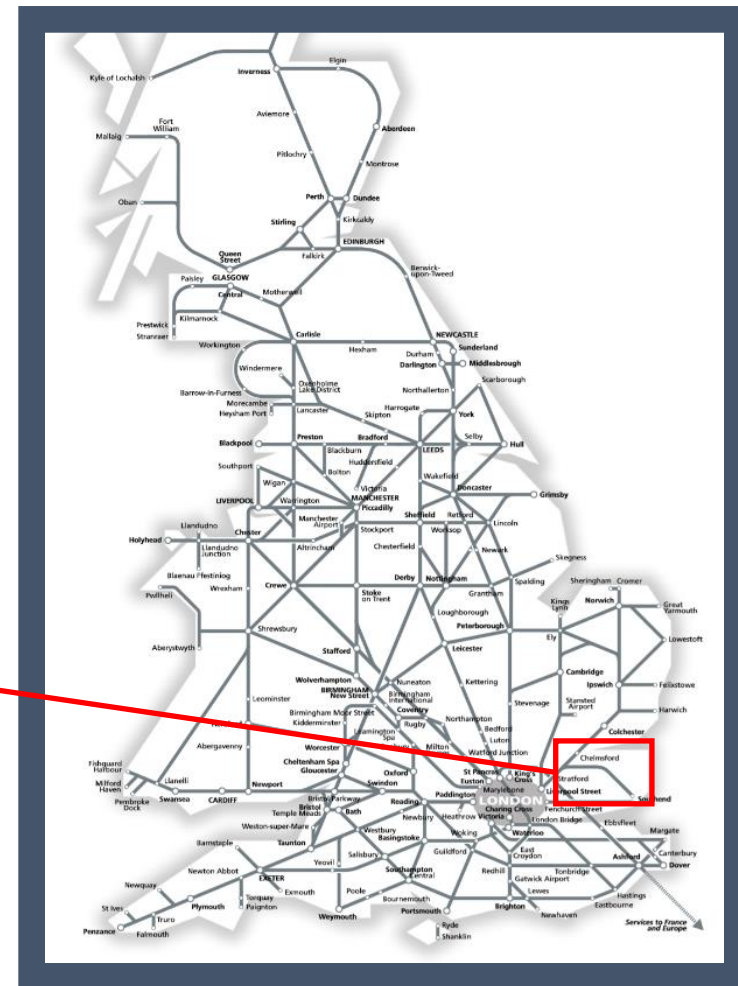 Elgin
Kyle of Lochalsh
Inverness
Aviemore
Fort
William
Aberdeen
Mallaig
Pitlochry
Montrose
Perth
Dundee
Oban
Stirling
Kirkcaldy
EDINBURGH
Queen
Street
Falkirk
Berwick-
upon-Tweed
Paisley
GLASGOW
Central
Motherwell
Kilmarnock
Prestwick
Stranraer
Carlisle
NEWCASTLE
Workington
Hexham
Sunderland
Durham
Darlington
Middlesbrough
Windermere
Oxenholme
Lake District
Scarborough
Barrow-in-Furness
Northallerton
Morecambe
Heysham Port
Lancaster
Harrogate
Skipton
York
Preston
Bradford
Selby
Blackpool
Blackburn
LEEDS
Hull
Huddersfield
Southport
Bolton
Wakefield
Wigan
Victoria
Doncaster
Grimsby
LIVERPOOL
Warrington
MANCHESTER
Piccadilly
Manchester
Airport
Sheffield
Retford
Stockport
Worksop
Lincoln
Llandudno
Chester
Holyhead
Llandudno
Junction
Altrincham
Chesterfield
Newark
Skegness
Blaenau Ffestiniog
Wrexham
Crewe
Stoke
on Trent
Derby
Nottingham
Grantham
Spalding
Sheringham
Cromer
Pwllheli
Kings
Lynn
Norwich
Great
Yarmouth
Loughborough
Shrewsbury
Peterborough
Ely
Aberystwyth
Stafford
Leicester
Lowestoft
Wolverhampton
Cambridge
BIRMINGHAM
New Street
Nuneaton
Kettering
Ipswich
Felixstowe
Leominster
Birmingham
International
Coventry
Stevenage
Stansted
Airport
Harwich
Birmingham Moor Street
Kidderminster
Rugby
Northampton
Leamington
Spa
Bedford
Colchester
Abergavenny
Worcester
Milton
Luton
Watford Junction
Chelmsford
Fishguard
Harbour
Cheltenham Spa
Gloucester
Oxford
St Pancras
King's
Cross
Stratford
Milford
Haven
Llanelli
Swindon
Euston
Marylebone
Liverpool Street
Pembroke
Dock
Swansea
CARDIFF
Newport
Bristol Parkway
Reading
Paddington
LONDON
Southend
Bristol
Temple Meads
Bath
Newbury
Heathrow
Victoria
Charing Cross
Fenchurch Street
London Bridge
Ebbsfleet
Weston-super-Mare
Westbury
Basingstoke
Woking
Waterloo
Margate
Barnstaple
Taunton
Yeovil
Salisbury
Guildford
East
Croydon
Canterbury
Newton Abbot
EXETER
Southampton
Central
Redhill
Gatwick Airport
Tonbridge
Ashford
Dover
Newquay
Exmouth
Poole
Lewes
Hastings
St Ives
Plymouth
Torquay
Paignton
Bournemouth
Portsmouth
Brighton
Newhaven
Eastbourne
Truro
Weymouth
Penzance
Falmouth
Ryde
Shanklin
Services to France
and Europe